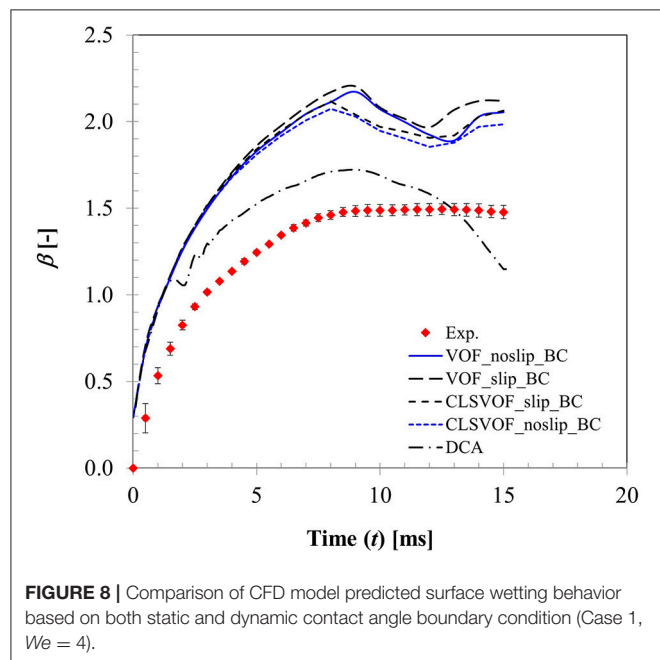 2.5
2.0
1.5
1.0
0.5
0.0
β [-]
0
5
10
15
20
Time (t) [ms]
Exp.
VOF_noslip_BC
VOF_slip_BC
CLSVOF_slip_BC
CLSVOF_noslip_BC
DCA
FIGURE 8 | Comparison of CFD model predicted surface wetting behavior
based on both static and dynamic contact angle boundary condition (Case 1,
We = 4).